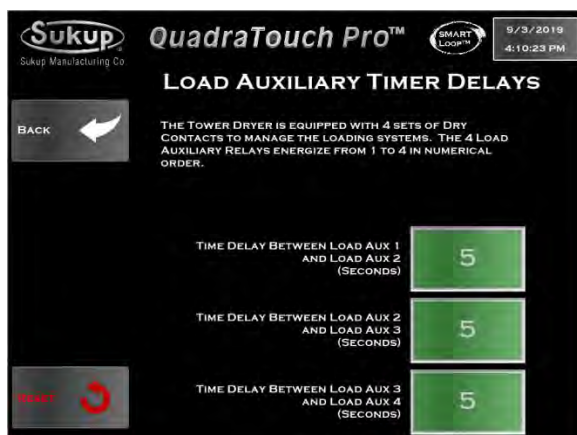 Sukup
Sukup Manufacturing Co
QuadraTouch Pro™
SMART
LOOP™
9/3/2019
4:10:23 PM
LOAD AUXILIARY TIMER DELAYS
BACK
THE TOWER DRYER IS EQUIPPED WITH 4 SETS OF DRY
CONTACTS TO MANAGE THE LOADING SYSTEMS. THE 4 LOAD
AUXILIARY RELAYS ENERGIZE FROM 1 TO 4 IN NUMERICAL
ORDER.
TIME DELAY BETWEEN LOAD AUX 1
AND LOAD AUX 2
(SECONDS)
5
TIME DELAY BETWEEN LOAD AUX 2
AND LOAD AUX 3
(SECONDS)
5
RESET
TIME DELAY BETWEEN LOAD AUX 3
AND LOAD AUX 4
(SECONDS)
5